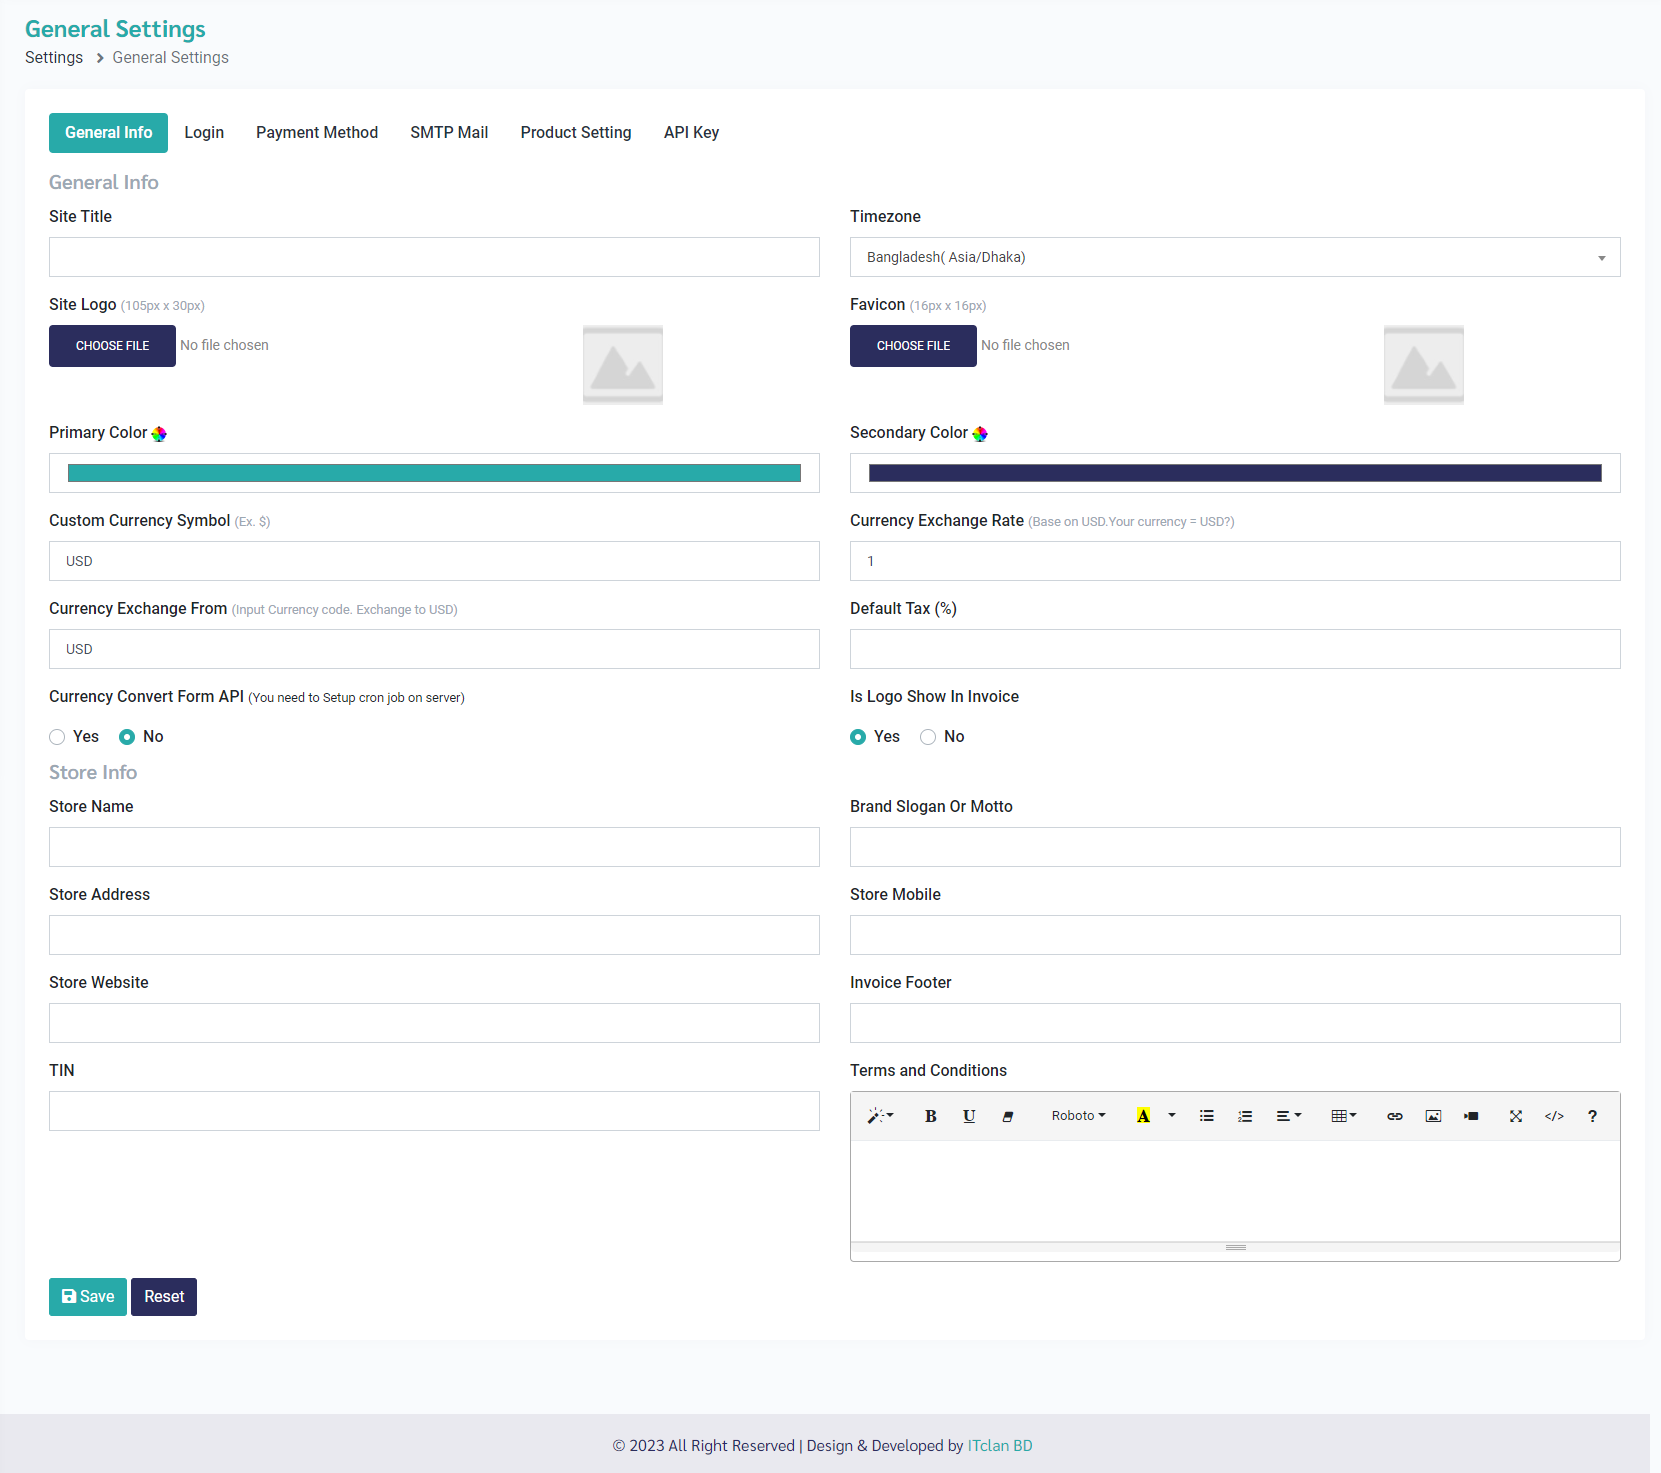 General Settings
Settings > General Settings
General Info Login Payment Method SMTP Mail Product Setting API Key
General Info
Site Title Timezone
Bangladesh( Asia/Dhaka)
Site Logo (105px x 30px) Favicon (16px x 16px)
CHOOSE FILE No file chosen CHOOSE FILE No file chosen
Primary Color Secondary Color
Custom Currency Symbol (Ex. $) Currency Exchange Rate (Base on USD.Your currency = USD?)
USD 1
Currency Exchange From (Input Currency code. Exchange to USD) Default Tax (%)
USD
Currency Convert Form API (You need to Setup cron job on server) Is Logo Show In Invoice
Yes No Yes No
Store Info
Store Name Brand Slogan Or Motto
Store Address Store Mobile
Store Website Invoice Footer
TIN Terms and Conditions
B U Roboto A </> ?
Save Reset
© 2023 All Right Reserved | Design & Developed by ITclan BD